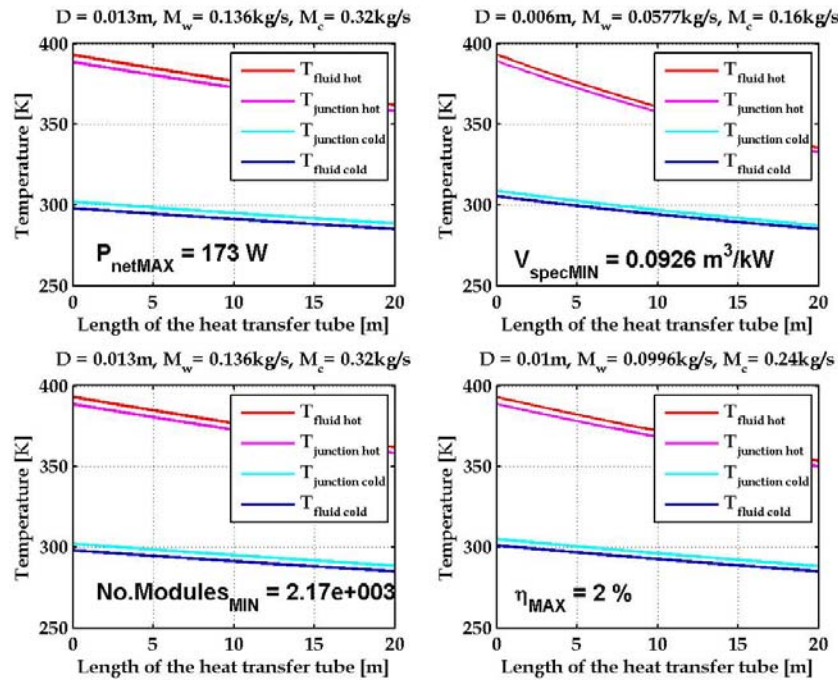 D = 0.013m, M_w= 0.136kg/s, M_c= 0.32kg/s
Temperature [K]
400
350
300
250
T_fluid hot
T_junction hot
T_junction cold
T_fluid cold
P_netMAX = 173 W
0 5 10 15 20
Length of the heat transfer tube [m]
D = 0.006m, M_w= 0.0577kg/s, M_c= 0.16kg/s
Temperature [K]
400
350
300
250
T_fluid hot
T_junction hot
T_junction cold
T_fluid cold
V_specMIN = 0.0926 m³/kW
0 5 10 15 20
Length of the heat transfer tube [m]
D = 0.013m, M_w= 0.136kg/s, M_c= 0.32kg/s
Temperature [K]
400
350
300
250
T_fluid hot
T_junction hot
T_junction cold
T_fluid cold
No.Modules_MIN = 2.17e+003
0 5 10 15 20
Length of the heat transfer tube [m]
D = 0.01m, M_w= 0.0996kg/s, M_c= 0.24kg/s
Temperature [K]
400
350
300
250
T_fluid hot
T_junction hot
T_junction cold
T_fluid cold
η_MAX = 2 %
0 5 10 15 20
Length of the heat transfer tube [m]